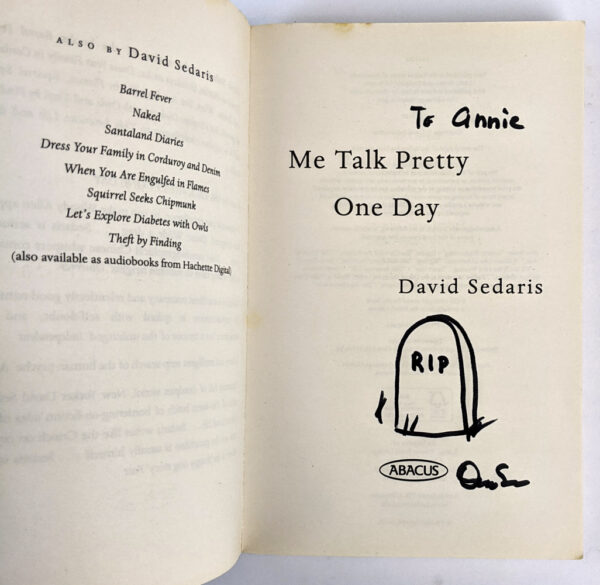 ALSO BY David Sedaris
Barrel Fever
Naked
Santaland Diaries
Dress Your Family in Corduroy and Denim
When You Are Engulfed in Flames
Squirrel Seeks Chipmunk
Let's Explore Diabetes with Owls
Theft by Finding
(also available as audiobooks from Hachette Digital)
To Annie
Me Talk Pretty
One Day
David Sedaris
RIP
ABACUS